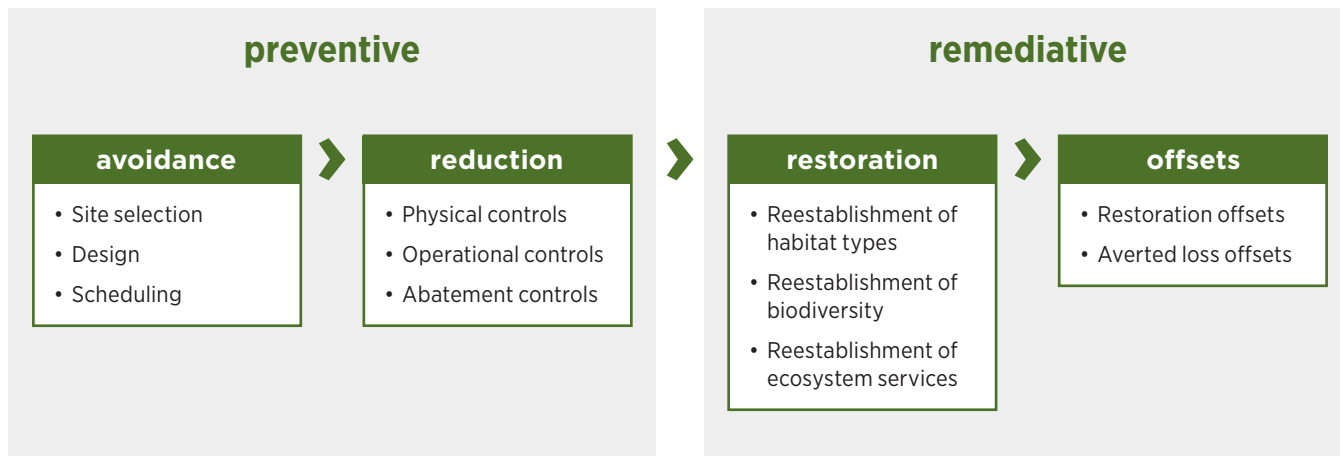 preventive
avoidance
• Site selection
• Design
• Scheduling
reduction
• Physical controls
• Operational controls
• Abatement controls
remediative
restoration
• Reestablishment of
habitat types
• Reestablishment of
biodiversity
• Reestablishment of
ecosystem services
offsets
• Restoration offsets
• Averted loss offsets